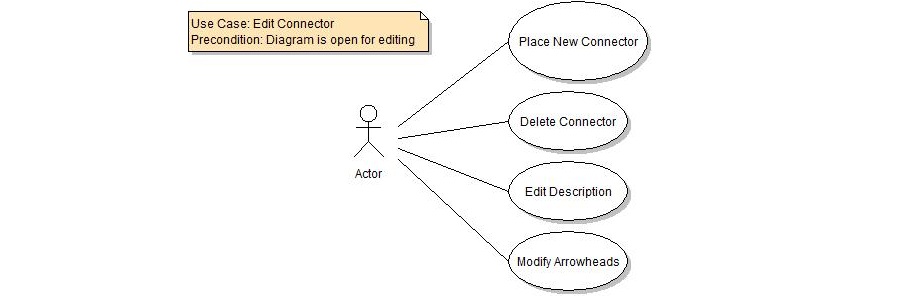 Use Case: Edit Connector
Precondition: Diagram is open for editing
Place New Connector
Delete Connector
Actor
Edit Description
Modify Arrowheads